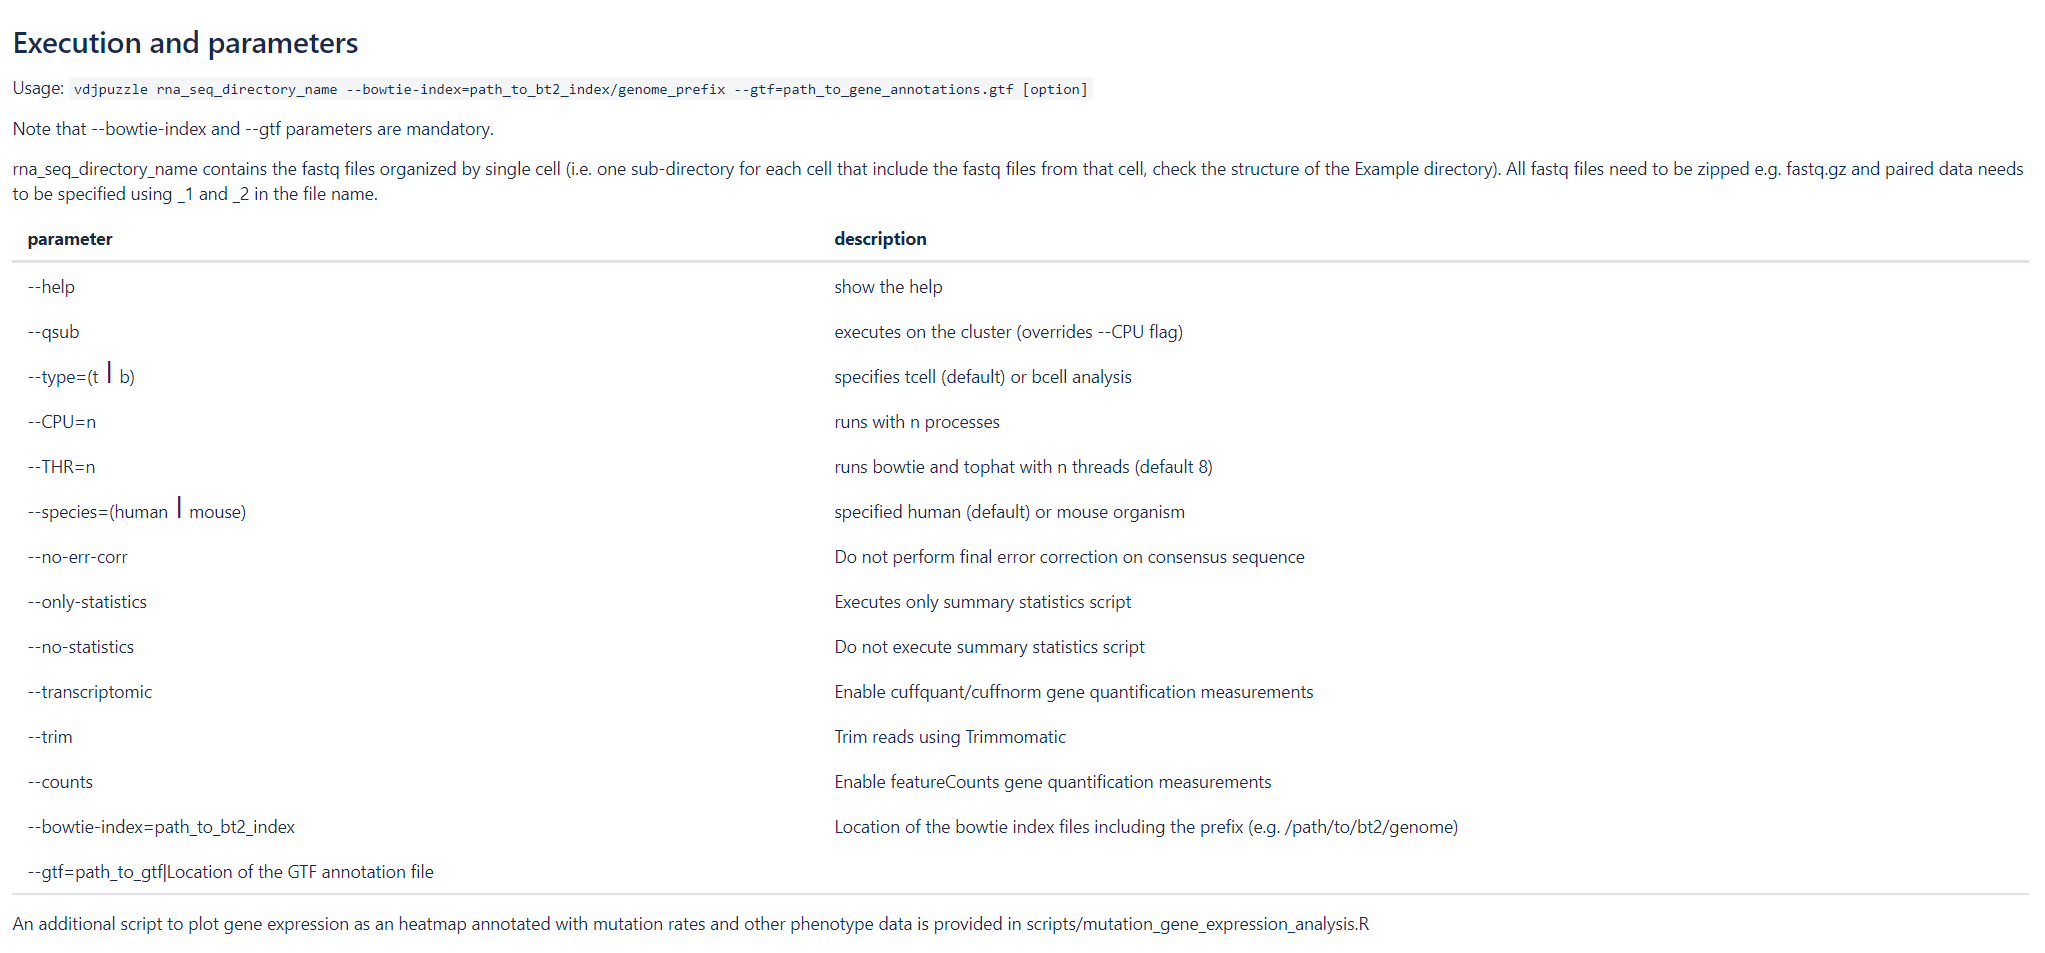 Execution and parameters
Usage: vdjpuzzle rna_seq_directory_name --bowtie-index=path_to_bt2_index/genome_prefix --gtf=path_to_gene_annotations.gtf [option]
Note that --bowtie-index and --gtf parameters are mandatory.
rna_seq_directory_name contains the fastq files organized by single cell (i.e. one sub-directory for each cell that include the fastq files from that cell, check the structure of the Example directory). All fastq files need to be zipped e.g. fastq.gz and paired data needs
to be specified using _1 and _2 in the file name.
parameter description
--help show the help
--qsub executes on the cluster (overrides --CPU flag)
--type=(t | b) specifies tcell (default) or bcell analysis
--CPU=n runs with n processes
--THR=n runs bowtie and tophat with n threads (default 8)
--species=(human | mouse) specified human (default) or mouse organism
--no-err-corr Do not perform final error correction on consensus sequence
--only-statistics Executes only summary statistics script
--no-statistics Do not execute summary statistics script
--transcriptomic Enable cuffquant/cuffnorm gene quantification measurements
--trim Trim reads using Trimmomatic
--counts Enable featureCounts gene quantification measurements
--bowtie-index=path_to_bt2_index Location of the bowtie index files including the prefix (e.g. /path/to/bt2/genome)
--gtf=path_to_gtf|Location of the GTF annotation file
An additional script to plot gene expression as an heatmap annotated with mutation rates and other phenotype data is provided in scripts/mutation_gene_expression_analysis.R